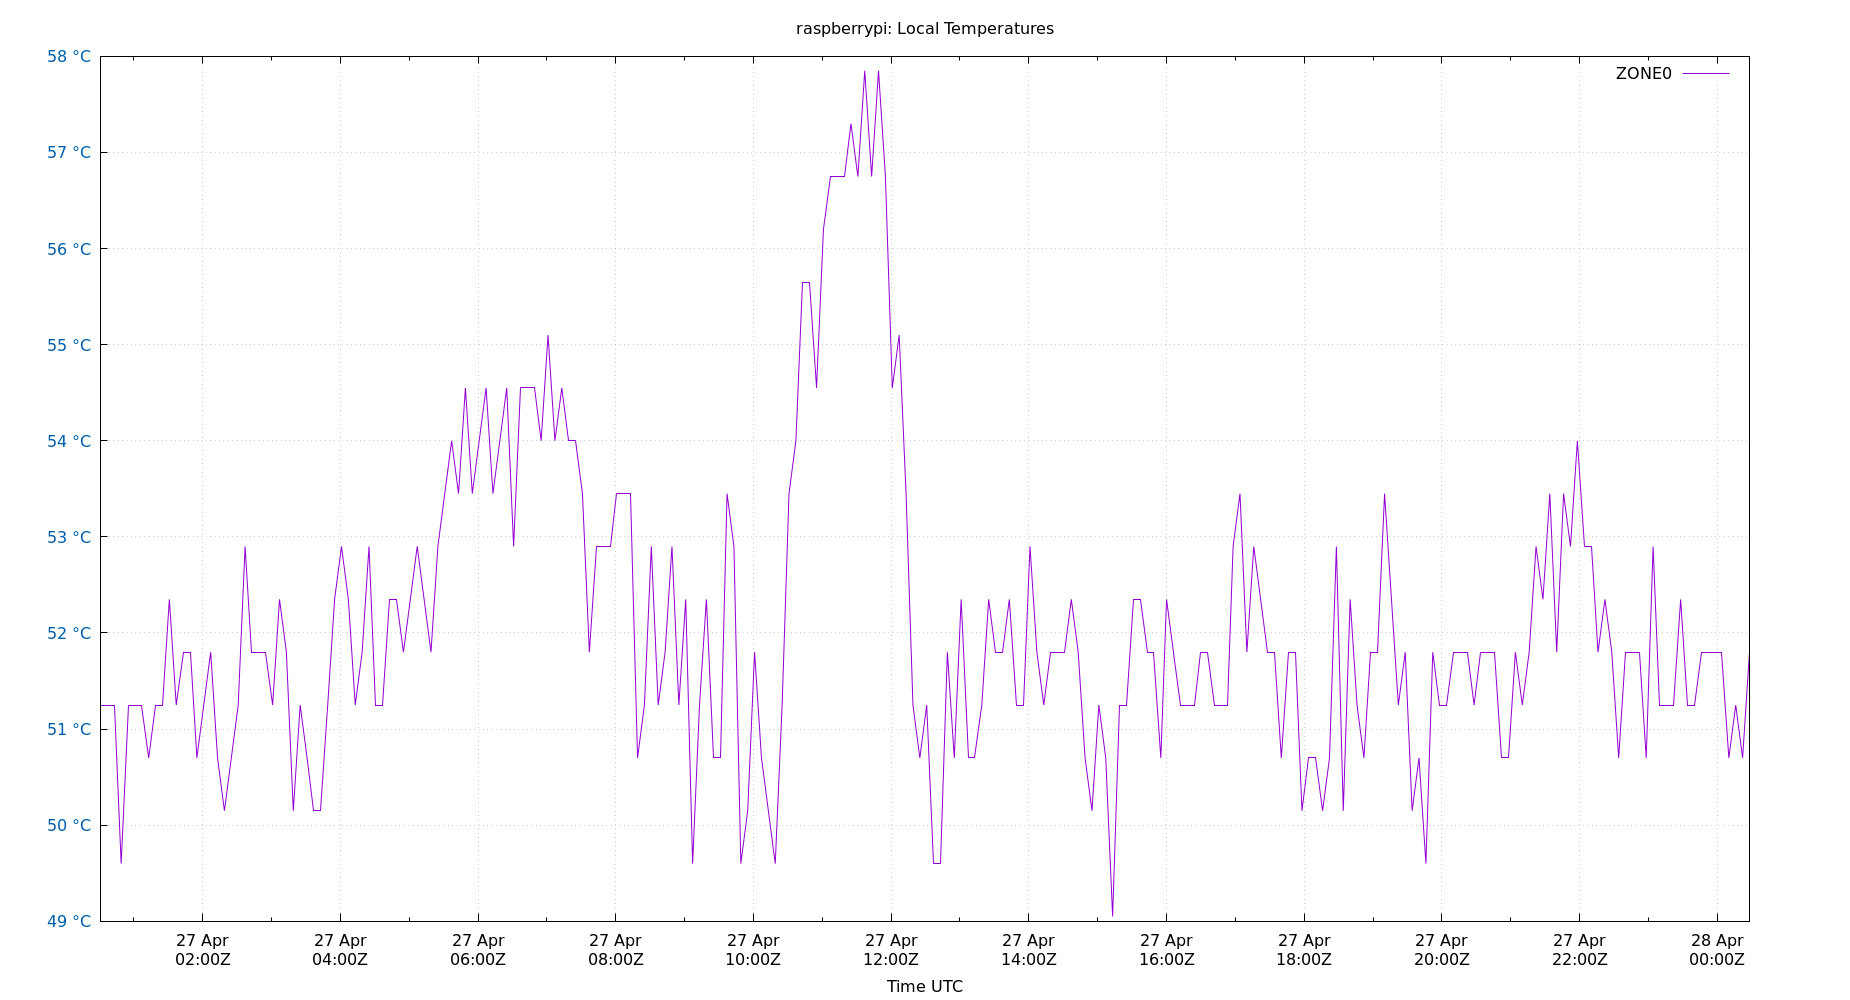 raspberrypi: Local Temperatures
ZONE0
58 °C
57 °C
56 °C
55 °C
54 °C
53 °C
52 °C
51 °C
50 °C
49 °C
27 Apr 27 Apr 27 Apr 27 Apr 27 Apr 27 Apr 27 Apr 27 Apr 27 Apr 27 Apr 27 Apr 28 Apr
02:00Z 04:00Z 06:00Z 08:00Z 10:00Z 12:00Z 14:00Z 16:00Z 18:00Z 20:00Z 22:00Z 00:00Z
Time UTC